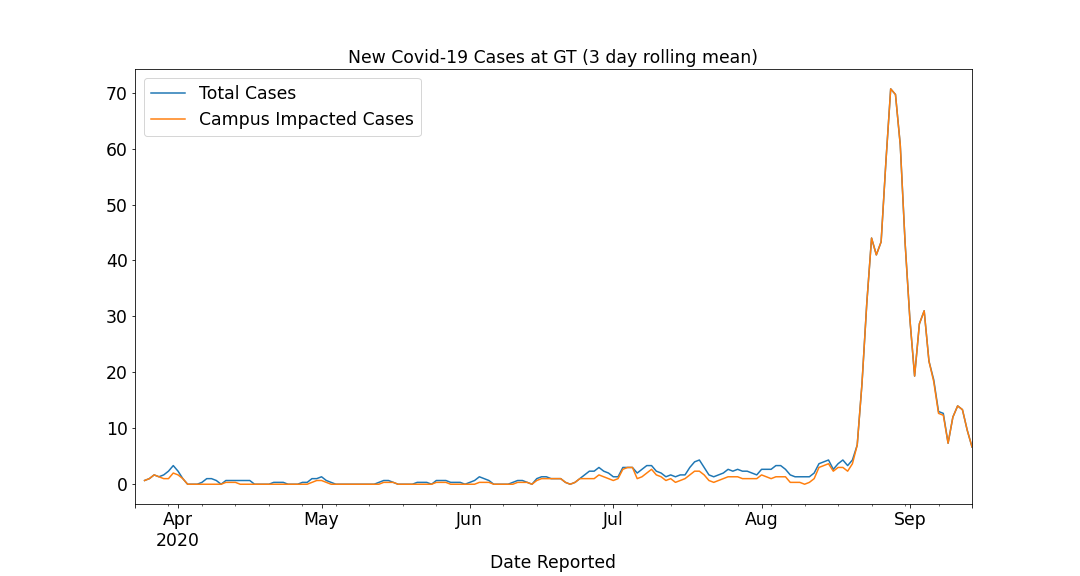 New Covid-19 Cases at GT (3 day rolling mean)
Total Cases
Campus Impacted Cases
70
60
50
40
30
20
10
0
Apr
2020
May
Jun
Jul
Aug
Sep
Date Reported